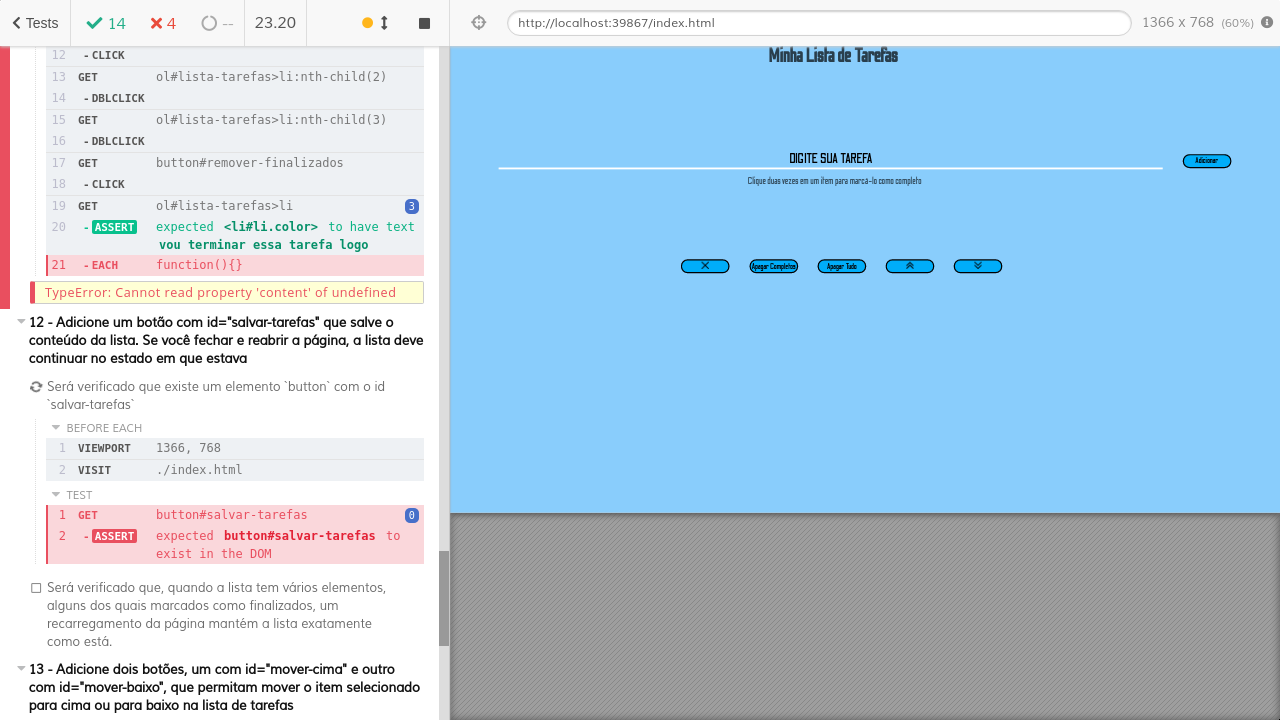 Tests 14 4 -- 23.20
http://localhost:39867/index.html 1366 x 768 (60%)
12 - CLICK
13 GET ol#lista-tarefas>li:nth-child(2)
14 - DBLCLICK
15 GET ol#lista-tarefas>li:nth-child(3)
16 - DBLCLICK
17 GET button#remover-finalizados
18 - CLICK
19 GET ol#lista-tarefas>li 3
20 - ASSERT expected <li#li.color> to have text
vou terminar essa tarefa logo
21 - EACH function(){}
TypeError: Cannot read property 'content' of undefined
12 - Adicione um botão com id="salvar-tarefas" que salve o
conteúdo da lista. Se você fechar e reabrir a página, a lista deve
continuar no estado em que estava
Será verificado que existe um elemento `button` com o id
`salvar-tarefas`
BEFORE EACH
1 VIEWPORT 1366, 768
2 VISIT ./index.html
TEST
1 GET button#salvar-tarefas 0
2 - ASSERT expected button#salvar-tarefas to
exist in the DOM
Será verificado que, quando a lista tem vários elementos,
alguns dos quais marcados como finalizados, um
recarregamento da página mantém a lista exatamente
como está.
13 - Adicione dois botões, um com id="mover-cima" e outro
com id="mover-baixo", que permitam mover o item selecionado
para cima ou para baixo na lista de tarefas
Minha Lista de Tarefas
DIGITE SUA TAREFA
Adicionar
Clique duas vezes em um item para marcá-lo como completo
Apagar Completos Apagar Tudo